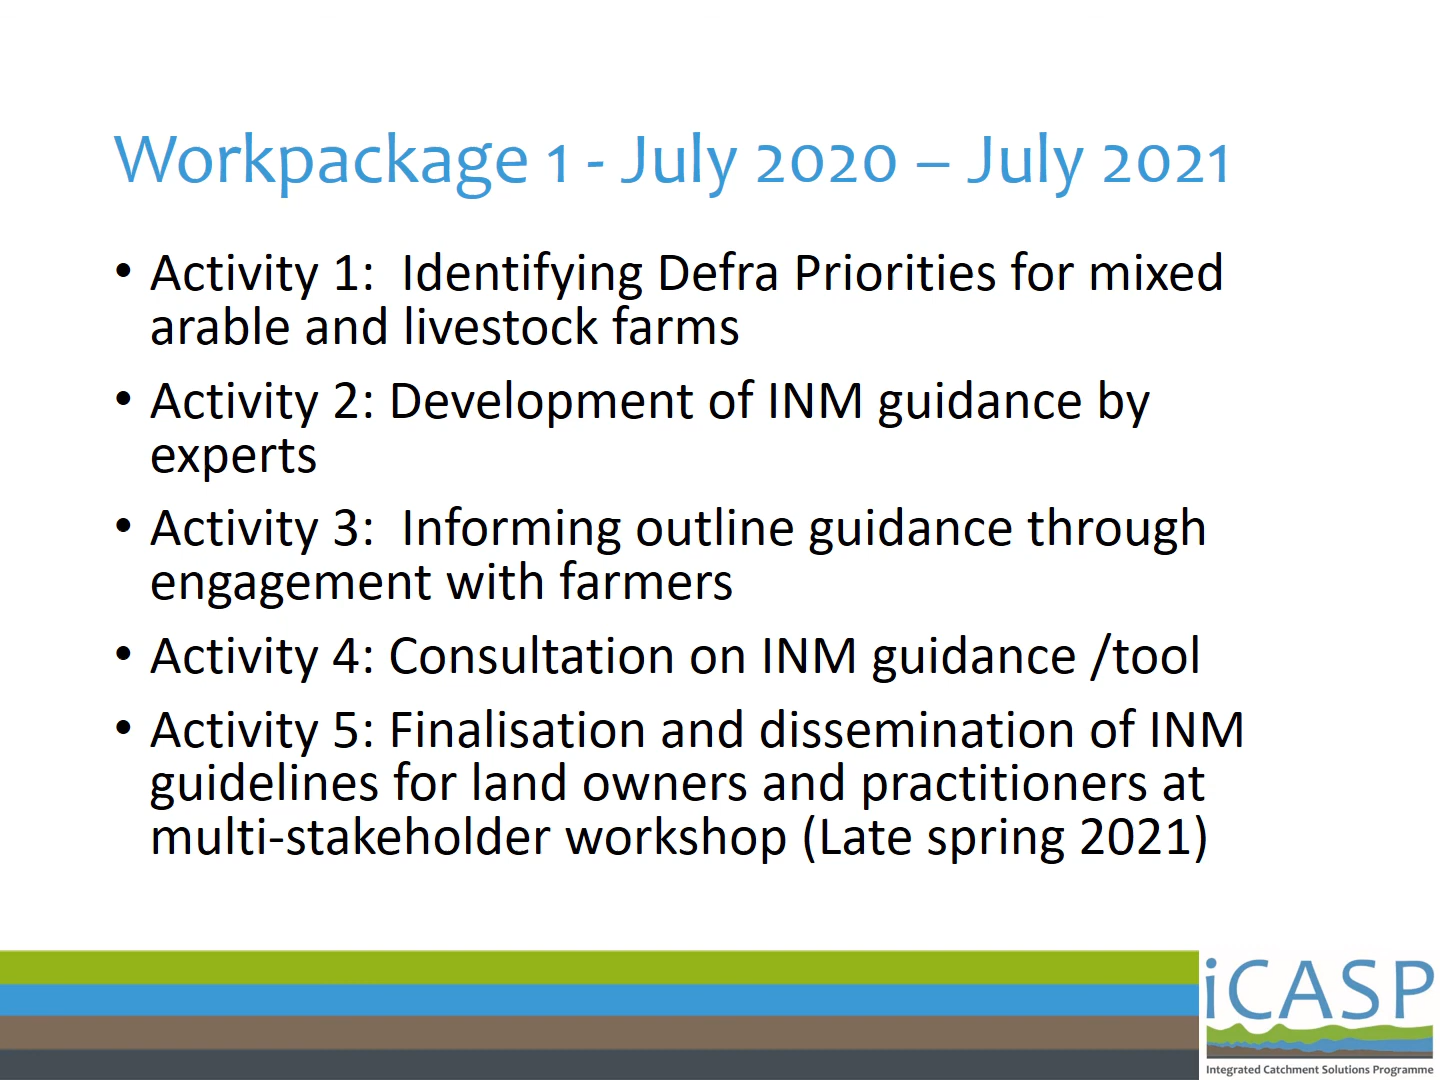 Workpackage 1 - July 2020 – July 2021
• Activity 1:  Identifying Defra Priorities for mixed
arable and livestock farms
• Activity 2: Development of INM guidance by
experts
• Activity 3:  Informing outline guidance through
engagement with farmers
• Activity 4: Consultation on INM guidance /tool
• Activity 5: Finalisation and dissemination of INM
guidelines for land owners and practitioners at
multi-stakeholder workshop (Late spring 2021)
iCASP
Integrated Catchment Solutions Programme